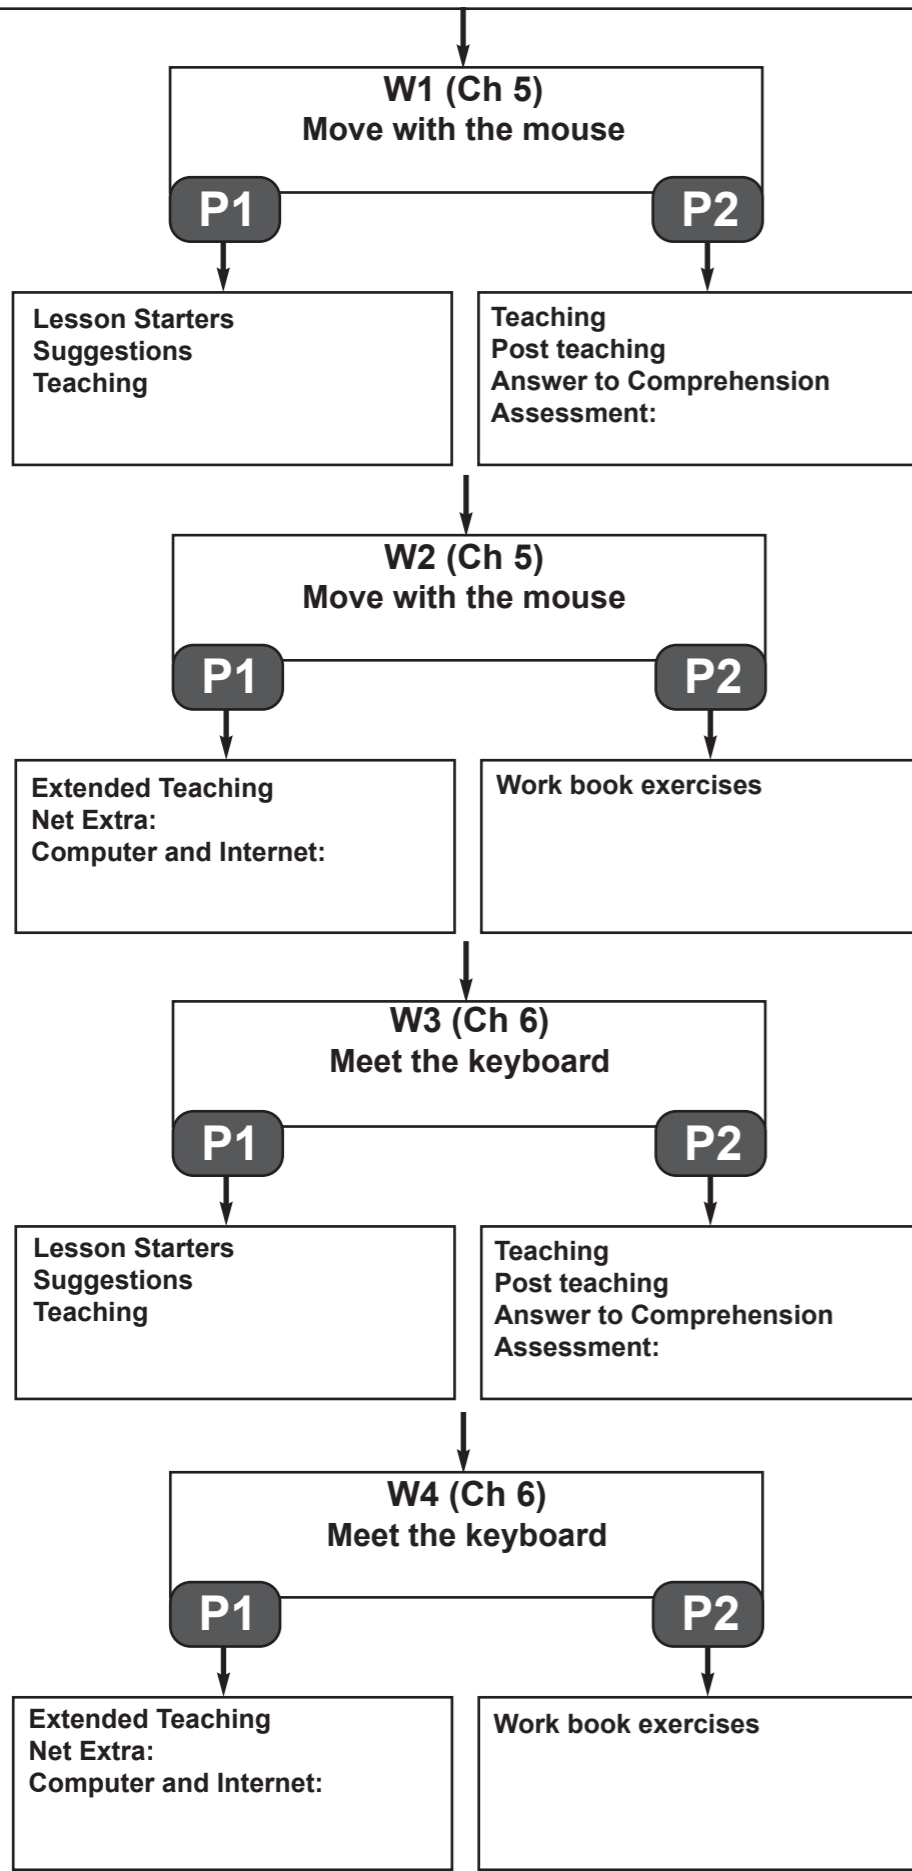 W1 (Ch 5)
Move with the mouse
P1
P2
Lesson Starters
Suggestions
Teaching
Teaching
Post teaching
Answer to Comprehension
Assessment:
W2 (Ch 5)
Move with the mouse
P1
P2
Extended Teaching
Net Extra:
Computer and Internet:
Work book exercises
W3 (Ch 6)
Meet the keyboard
P1
P2
Lesson Starters
Suggestions
Teaching
Teaching
Post teaching
Answer to Comprehension
Assessment:
W4 (Ch 6)
Meet the keyboard
P1
P2
Extended Teaching
Net Extra:
Computer and Internet:
Work book exercises